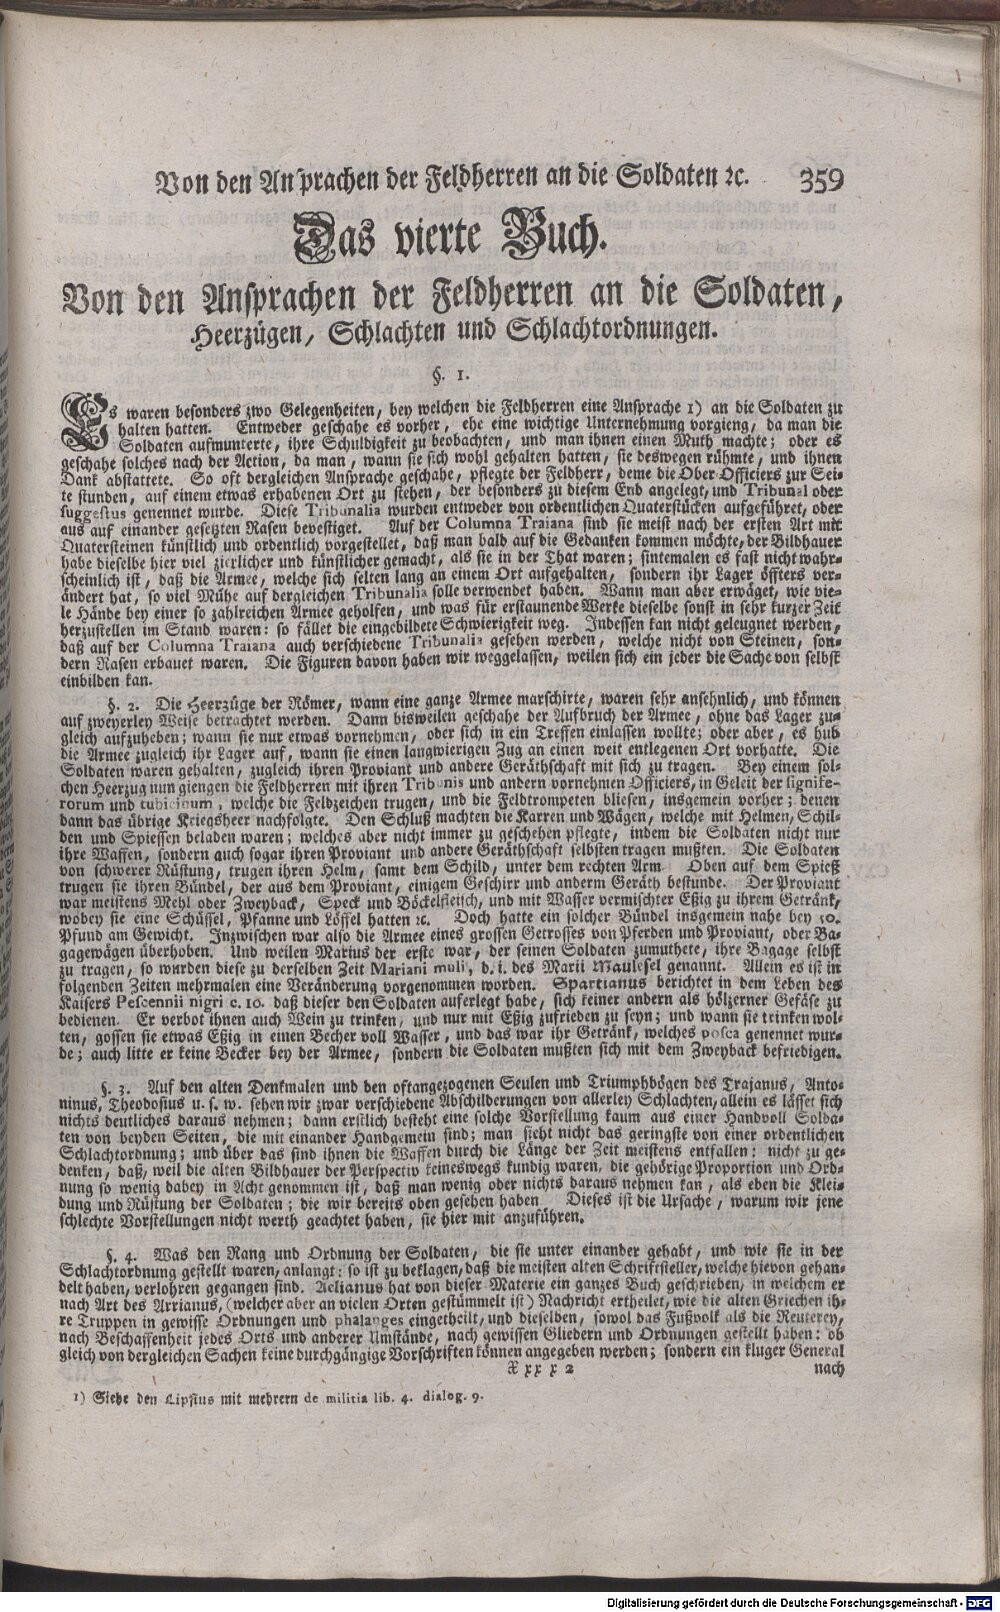 Von den Ansprachen der Feldherren an die Soldaten ꝛc. 359
Das vierte Buch.
Von den Ansprachen der Feldherren an die Soldaten,
Heerzügen, Schlachten und Schlachtordnungen.
§. 1.
Es waren besonders zwo Gelegenheiten, bey welchen die Feldherren eine Ansprache 1) an die Soldaten zu
halten hatten. Entweder geschahe es vorher, ehe eine wichtige Unternehmung vorgieng, da man die
Soldaten aufmunterte, ihre Schuldigkeit zu beobachten, und man ihnen einen Muth machte; oder es
geschahe solches nach der Action, da man, wann sie sich wohl gehalten hatten, sie deswegen rühmte, und ihnen
Dank abstattete. So oft dergleichen Ansprache geschahe, pflegte der Feldherr, deme die Ober-Officiers zur Sei-
te stunden, auf einem etwas erhabenen Ort zu stehen, der besonders zu diesem End angelegt, und Tribunal oder
suggestus genennet wurde. Diese Tribunalia wurden entweder von ordentlichen Quaterstücken aufgeführet, oder
aus auf einander gesetzten Rasen bevestiget. Auf der Columna Traiana sind sie meist nach der ersten Art mit
Quatersteinen künstlich und ordentlich vorgestellet, daß man bald auf die Gedanken kommen möchte, der Bildhauer
habe dieselbe hier viel zierlicher und künstlicher gemacht, als sie in der That waren; sintemalen es fast nicht wahr-
scheinlich ist, daß die Armee, welche sich selten lang an einem Ort aufgehalten, sondern ihr Lager öffters ver-
ändert hat, so viel Mühe auf dergleichen Tribunalia solle verwendet haben. Wann man aber erwäget, wie vie-
le Hände bey einer so zahlreichen Armee geholfen, und was für erstaunende Werke dieselbe sonst in sehr kurzer Zeit
herzustellen im Stand waren: so fället die eingebildete Schwierigkeit weg. Indessen kan nicht geleugnet werden,
daß auf der Columna Traiana auch verschiedene Tribunalia gesehen werden, welche nicht von Steinen, son-
dern Rasen erbauet waren. Die Figuren davon haben wir weggelassen, weilen sich ein jeder die Sache von selbst
einbilden kan.
§. 2. Die Heerzüge der Römer, wann eine ganze Armee marschirte, waren sehr ansehnlich, und können
auf zweyerley Weise betrachtet werden. Dann bisweilen geschahe der Aufbruch der Armee, ohne das Lager zu-
gleich aufzuheben; wann sie nur etwas vornehmen, oder sich in ein Treffen einlassen wollte; oder aber, es hub
die Armee zugleich ihr Lager auf, wann sie einen langwierigen Zug an einen weit entlegenen Ort vorhatte. Die
Soldaten waren gehalten, zugleich ihren Proviant und andere Geräthschaft mit sich zu tragen. Bey einem sol-
chen Heerzug nun giengen die Feldherren mit ihren Tribunis und andern vornehmen Officiers, in Geleit der signife-
rorum und tubicinum, welche die Feldzeichen trugen, und die Feldtrompeten bliesen, insgemein vorher; denen
dann das übrige Kriegsheer nachfolgte. Den Schluß machten die Karren und Wägen, welche mit Helmen, Schil-
den und Spiessen beladen waren; welches aber nicht immer zu geschehen pflegte, indem die Soldaten nicht nur
ihre Waffen, sondern auch sogar ihren Proviant und andere Geräthschaft selbsten tragen mußten. Die Soldaten
von schwerer Rüstung, trugen ihren Helm, samt dem Schild, unter dem rechten Arm. Oben auf dem Spieß
trugen sie ihren Bündel, der aus dem Proviant, einigem Geschirr und anderm Geräth bestunde. Der Proviant
war meistens Mehl oder Zweyback, Speck und Böckelfleisch, und mit Wasser vermischter Eßig zu ihrem Getränk,
wobey sie eine Schüssel, Pfanne und Löffel hatten ꝛc. Doch hatte ein solcher Bündel insgemein nahe bey 50.
Pfund am Gewicht. Inzwischen war also die Armee eines grossen Getrosses von Pferden und Proviant, oder Ba-
gagewägen überhoben. Und weilen Marius der erste war, der seinen Soldaten zumuthete, ihre Bagage selbst
zu tragen, so wurden diese zu derselben Zeit Mariani muli, d. i. des Marii Maulesel genannt. Allein es ist in
folgenden Zeiten mehrmalen eine Veränderung vorgenommen worden. Spartianus berichtet in dem Leben des
Kaisers Pescennii nigri c. 10. daß dieser den Soldaten auferlegt habe, sich keiner andern als hölzerner Gefäse zu
bedienen. Er verbot ihnen auch Wein zu trinken, und nur mit Eßig zufrieden zu seyn; und wann sie trinken wol-
ten, gossen sie etwas Eßig in einen Becher voll Wasser, und das war ihr Getränk, welches posca genennet wur-
de; auch litte er keine Becker bey der Armee, sondern die Soldaten mußten sich mit dem Zweyback befriedigen.
§. 3. Auf den alten Denkmalen und den oftangezogenen Seulen und Triumphbögen des Trajanus, Anto-
ninus, Theodosius u. s. w. sehen wir zwar verschiedene Abschilderungen von allerley Schlachten, allein es lässet sich
nichts deutliches daraus nehmen; dann erstlich besteht eine solche Vorstellung kaum aus einer Handvoll Solda-
ten von beyden Seiten, die mit einander Handgemein sind; man sieht nicht das geringste von einer ordentlichen
Schlachtordnung; und über das sind ihnen die Waffen durch die Länge der Zeit meistens entfallen: nicht zu ge-
denken, daß, weil die alten Bildhauer der Perspectiv keineswegs kundig waren, die gehörige Proportion und Ord-
nung so wenig dabey in Acht genommen ist, daß man wenig oder nichts daraus nehmen kan, als eben die Klei-
dung und Rüstung der Soldaten; die wir bereits oben gesehen haben Dieses ist die Ursache, warum wir jene
schlechte Vorstellungen nicht werth geachtet haben, sie hier mit anzuführen.
§. 4. Was den Rang und Ordnung der Soldaten, die sie unter einander gehabt, und wie sie in der
Schlachtordnung gestellt waren, anlangt: so ist zu beklagen, daß die meisten alten Schriftsteller, welche hievon gehan-
delt haben, verlohren gegangen sind. Aelianus hat von dieser Materie ein ganzes Buch geschrieben, in welchem er
nach Art des Arrianus, (welcher aber an vielen Orten gestümmelt ist) Nachricht ertheilet, wie die alten Griechen ih-
re Truppen in gewisse Ordnungen und phalanges eingetheilt, und dieselben, sowol das Fußvolk als die Reuterey,
nach Beschaffenheit jedes Orts und anderer Umstände, nach gewissen Gliedern und Ordnungen gestellt haben: ob
gleich von dergleichen Sachen keine durchgängige Vorschriften können angegeben werden; sondern ein kluger General
X xx x 2 nach
1) Siehe den Lipsius mit mehrern de militia lib. 4. dialog. 9.
Digitalisierung gefördert durch die Deutsche Forschungsgemeinschaft - DFG